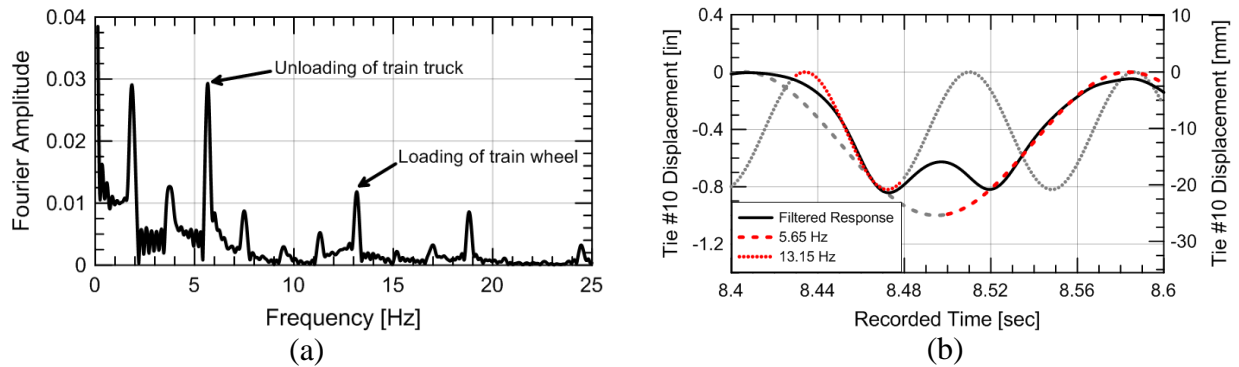 Fourier Amplitude
0.04
0.03
0.02
0.01
0
0
5
10
15
20
25
Frequency [Hz]
Unloading of train truck
Loading of train wheel
(a)
Tie #10 Displacement [in]
0.4
0
-0.4
-0.8
-1.2
8.4
8.44
8.48
8.52
8.56
8.6
Recorded Time [sec]
Filtered Response
5.65 Hz
13.15 Hz
10
0
-10
-20
-30
Tie #10 Displacement [mm]
(b)